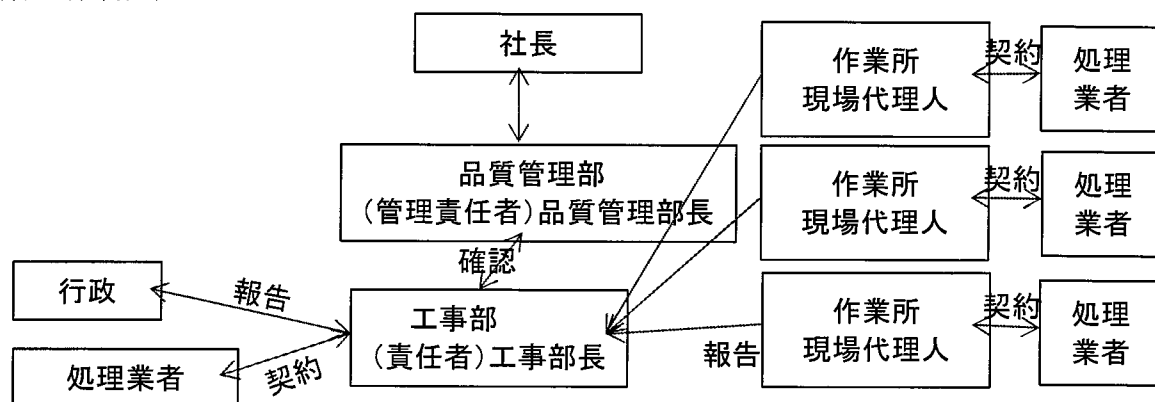 社長
品質管理部
(管理責任者)品質管理部長
確認
行政
報告
工事部
(責任者)工事部長
処理業者
契約
報告
作業所
現場代理人
契約
処理
業者
作業所
現場代理人
契約
処理
業者
作業所
現場代理人
契約
処理
業者